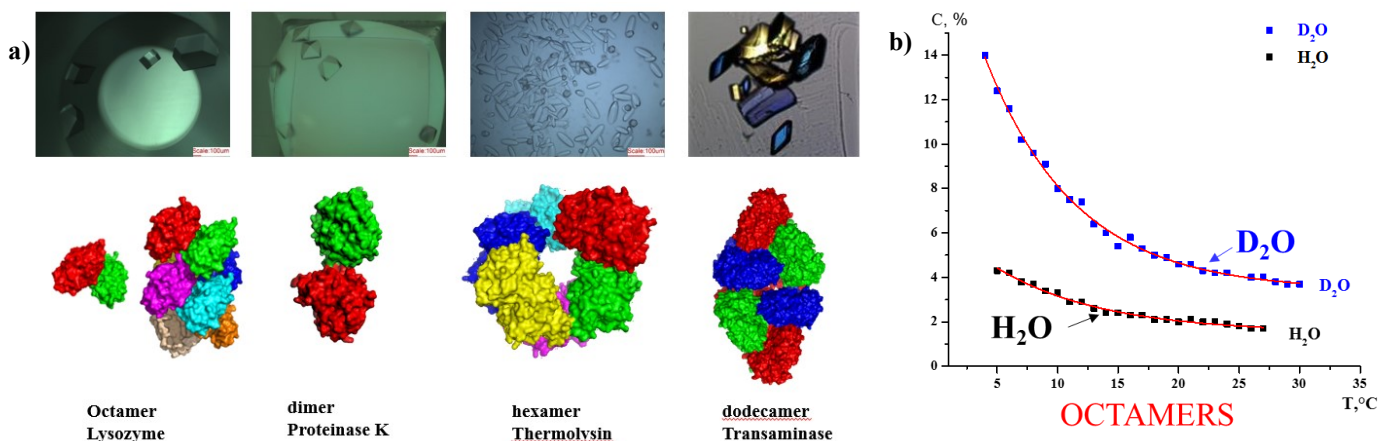 a)
Scale:100um
Scale:100um
Scale:100um
Octamer
Lysozyme
dimer
Proteinase K
hexamer
Thermolysin
dodecamer
Transaminase
b)
C, %
D₂O
H₂O
14
12
10
8
6
4
2
0
D₂O
D₂O
H₂O
H₂O
5
10
15
20
25
30
35
T,°C
OCTAMERS